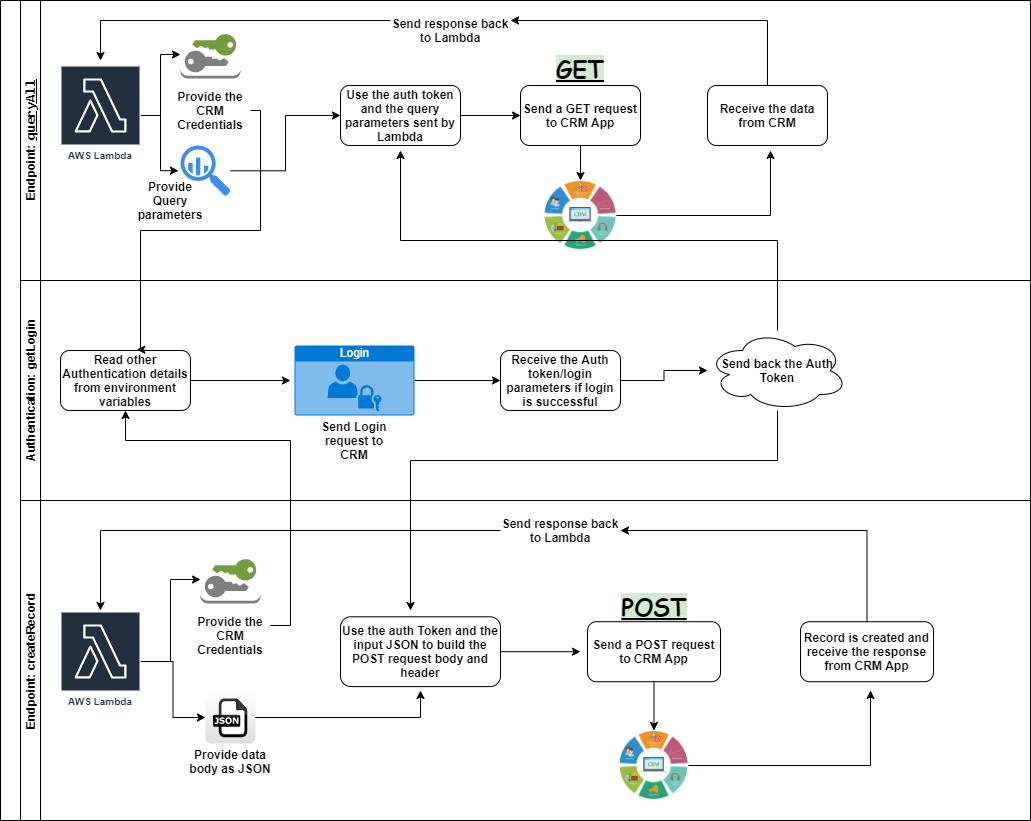 Endpoint: queryAll
Send response back
to Lambda
AWS Lambda
Provide the
CRM
Credentials
Provide
Query
parameters
Use the auth token
and the query
parameters sent by
Lambda
GET
Send a GET request
to CRM App
CRM
Receive the data
from CRM
Authentication: getLogin
Read other
Authentication details
from environment
variables
Login
Send Login
request to
CRM
Receive the Auth
token/login
parameters if login
is successful
Send back the Auth
Token
Endpoint: createRecord
Send response back
to Lambda
AWS Lambda
Provide the
CRM
Credentials
JSON
Provide data
body as JSON
Use the auth Token and the
input JSON to build the
POST request body and
header
POST
Send a POST request
to CRM App
CRM
Record is created and
receive the response
from CRM App